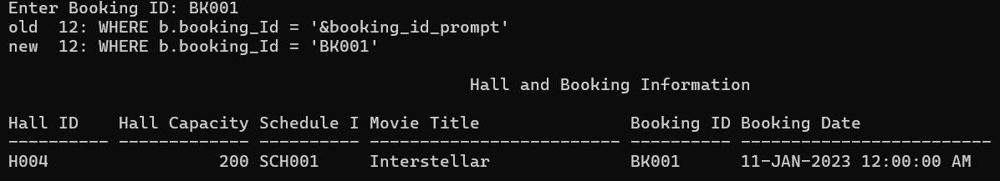 Enter Booking ID: BK001
old  12: WHERE b.booking_Id = '&booking_id_prompt'
new  12: WHERE b.booking_Id = 'BK001'
Hall and Booking Information
Hall ID    Hall Capacity Schedule I Movie Title               Booking ID Booking Date
---------- ------------- ---------- ------------------------- ---------- -------------------------
H004                 200 SCH001     Interstellar              BK001      11-JAN-2023 12:00:00 AM